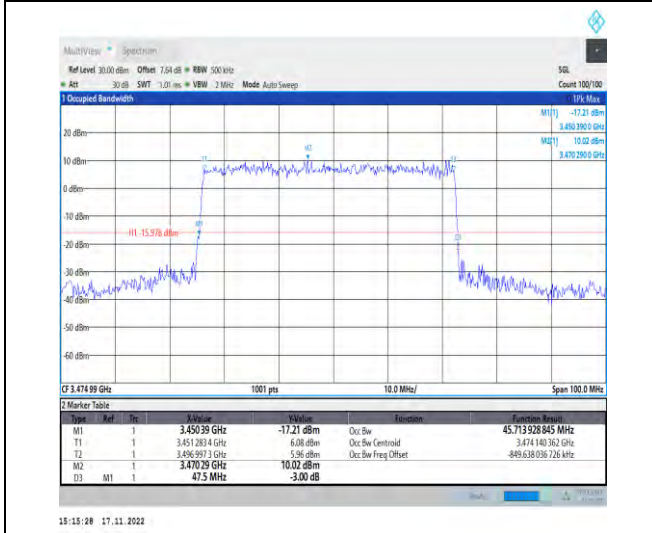 MultiView Spectrum
Ref Level 30.00 dBm Offset 7.64 dB RBW 500 kHz SGL
Att 30 dB SWT 1.01 ms VBW 2 MHz Mode Auto Sweep Count 100/100
1 Occupied Bandwidth 1Pk Max
M1[1] -17.21 dBm
3.450 390 0 GHz
20 dBm
M2[1] 10.02 dBm
3.470 290 0 GHz
M2
10 dBm
T1
0 dBm
-10 dBm
M1
H1 -15.978 dBm
D3
-20 dBm
-30 dBm
-40 dBm
-50 dBm
-60 dBm
CF 3.474 99 GHz 1001 pts 10.0 MHz/ Span 100.0 MHz
2 Marker Table
Type Ref Trc X-Value Y-Value Function Function Result
M1 1 3.450 39 GHz -17.21 dBm Occ Bw 45.713 928 845 MHz
T1 1 3.451 283 4 GHz 6.08 dBm Occ Bw Centroid 3.474 140 362 GHz
T2 1 3.496 997 3 GHz 5.96 dBm Occ Bw Freq Offset -849.638 036 726 kHz
M2 1 3.470 29 GHz 10.02 dBm
D3 M1 1 47.5 MHz -3.00 dB
15:15:28 17.11.2022